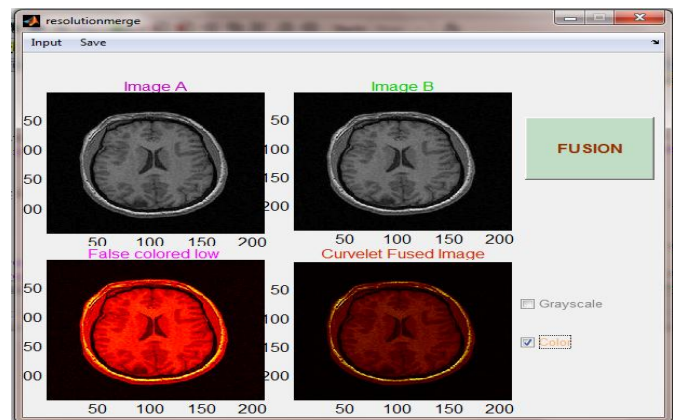 resolutionmerge
Input Save
Image A
Image B
50
00
50
00
50
100
150
200
50 100 150 200
50 100 150 200
FUSION
False colored low
Curvelet Fused Image
50
00
50
00
50
100
150
200
50 100 150 200
50 100 150 200
Grayscale
Color